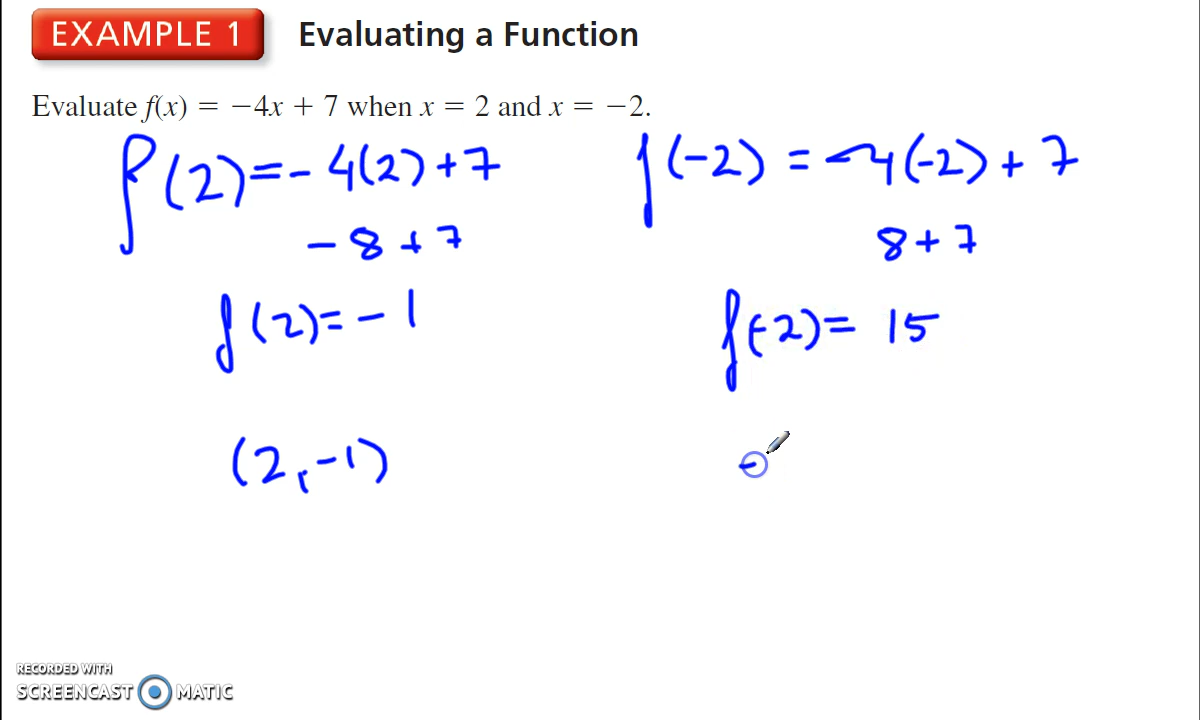 EXAMPLE 1 Evaluating a Function
Evaluate f(x) = −4x + 7 when x = 2 and x = −2.
f(2) = - 4(2) + 7
- 8 + 7
f(2) = - 1
(2, -1)
f(-2) = -4(-2) + 7
8 + 7
f(-2) = 15
-
RECORDED WITH
SCREENCAST MATIC